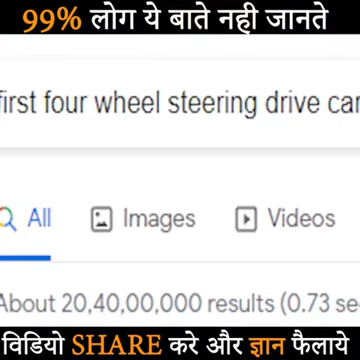 99% लोग ये बाते नही जानते
first four wheel steering drive car
All Images Videos
About 20,40,00,000 results (0.73 se
विडियो SHARE करे और ज्ञान फैलाये